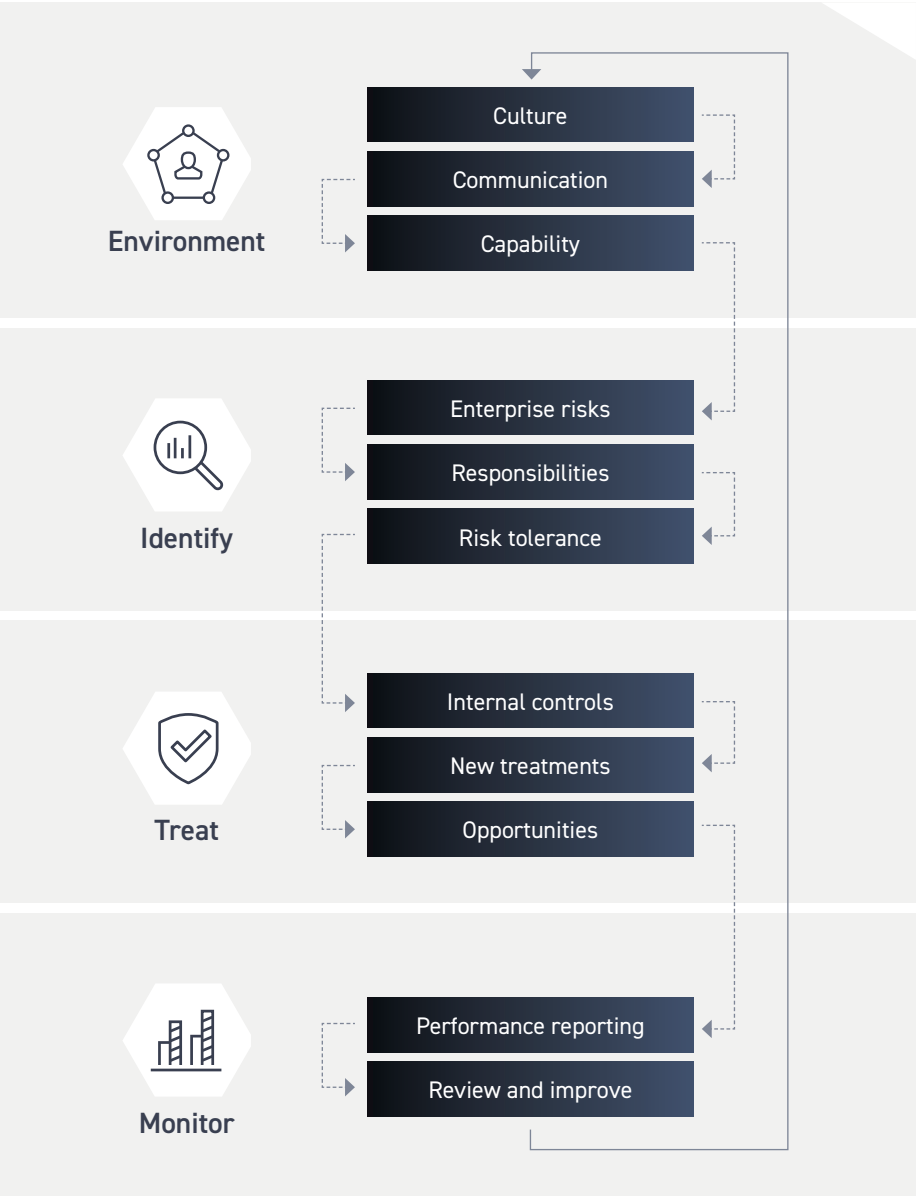 Environment
Culture
Communication
Capability
Identify
Enterprise risks
Responsibilities
Risk tolerance
Treat
Internal controls
New treatments
Opportunities
Monitor
Performance reporting
Review and improve